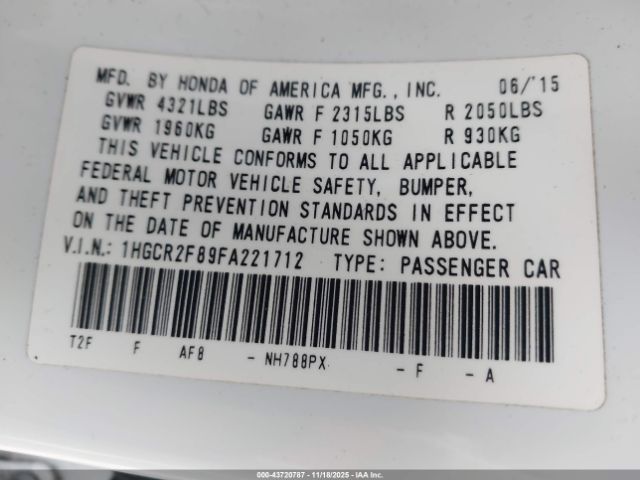 MFD. BY HONDA OF AMERICA MFG., INC. 06/'15
GVWR 4321LBS GAWR F 2315LBS R 2050LBS
GVWR 1960KG GAWR F 1050KG R 930KG
THIS VEHICLE CONFORMS TO ALL APPLICABLE
FEDERAL MOTOR VEHICLE SAFETY, BUMPER,
AND THEFT PREVENTION STANDARDS IN EFFECT
ON THE DATE OF MANUFACTURE SHOWN ABOVE.
V.I.N.: 1HGCR2F89FA221712 TYPE: PASSENGER CAR
T2F F AF8 - NH788PX - F - A
000-43720787 - 11/18/2025 - IAA Inc.